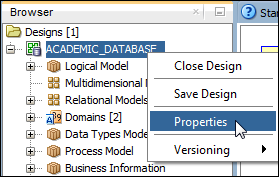 Browser
Star
Designs [1]
ACADEMIC_DATABASE
Logical Model
Multidimensional M
Relational Models
Domains [2]
Data Types Mode
Process Model
Business Information
Close Design
Save Design
Properties
Versioning